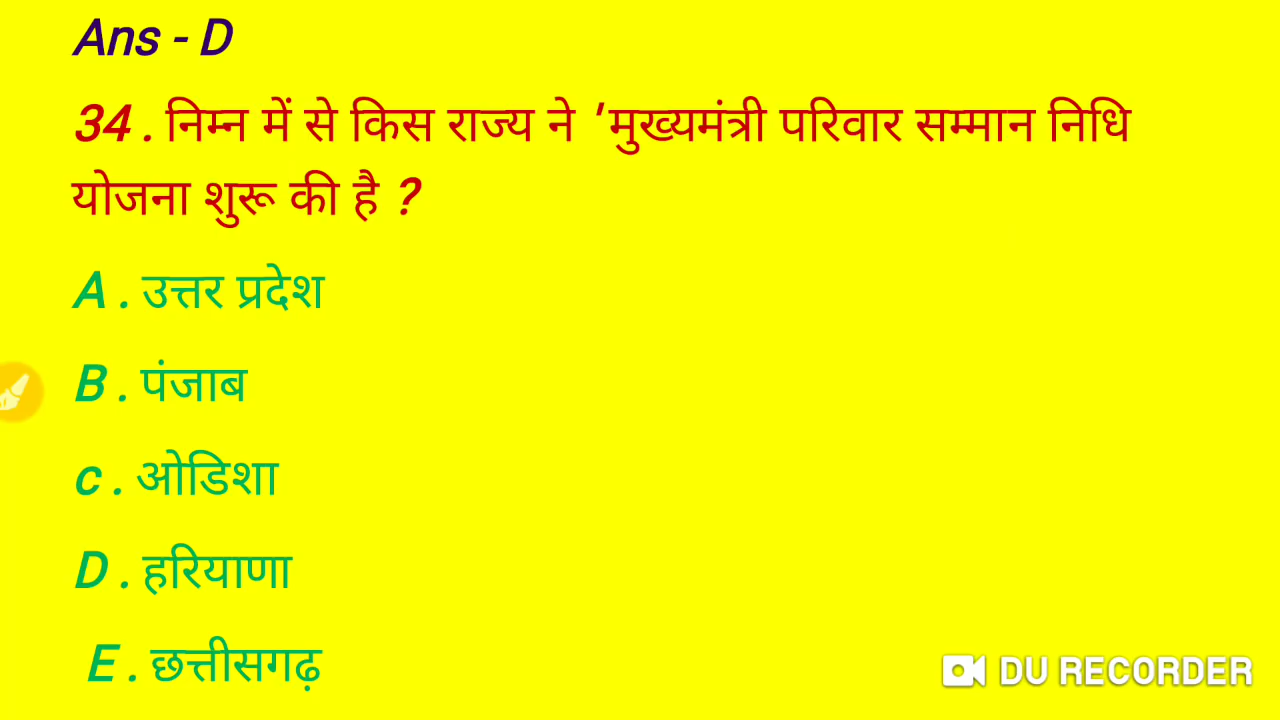 Ans - D
34 . निम्न में से किस राज्य ने 'मुख्यमंत्री परिवार सम्मान निधि
योजना शुरू की है ?
A . उत्तर प्रदेश
B . पंजाब
c . ओडिशा
D . हरियाणा
E . छत्तीसगढ़
DU RECORDER